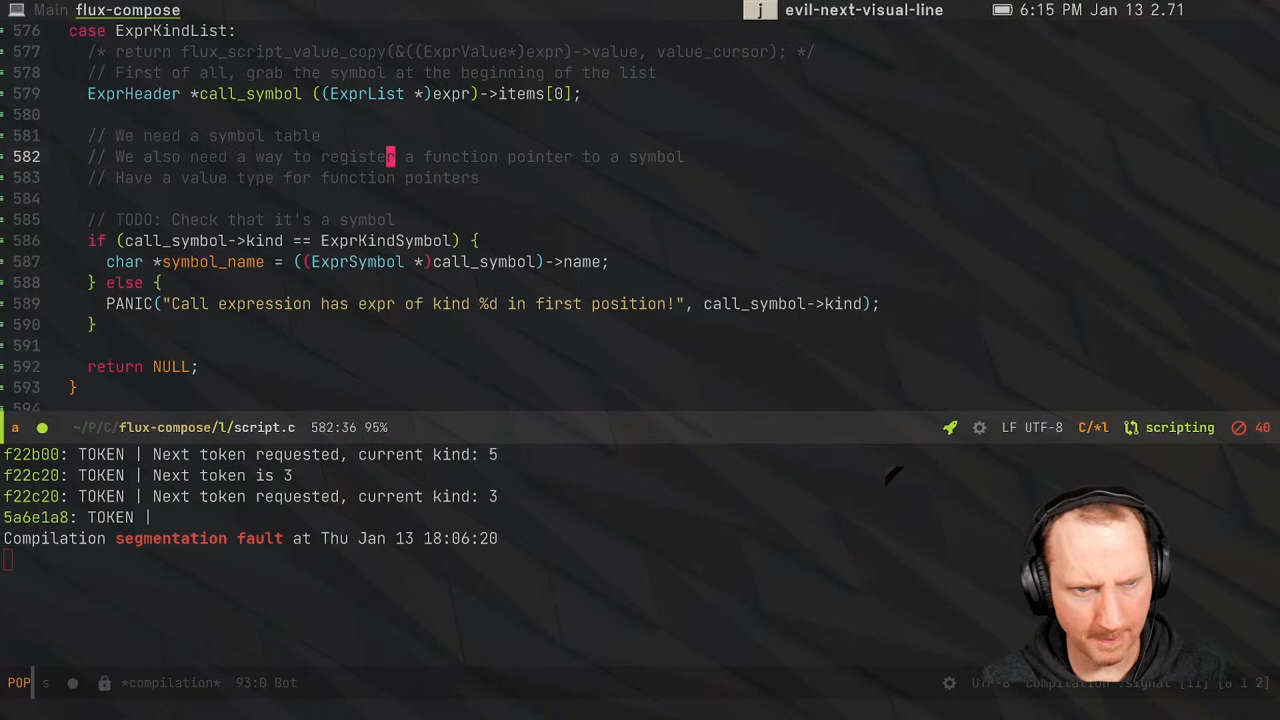 Main flux-compose j evil-next-visual-line 6:15 PM Jan 13 2.71
576 case ExprKindList:
577 /* return flux_script_value_copy(&((ExprValue*)expr)->value, value_cursor); */
578 // First of all, grab the symbol at the beginning of the list
579 ExprHeader *call_symbol ((ExprList *)expr)->items[0];
580
581 // We need a symbol table
582 // We also need a way to register a function pointer to a symbol
583 // Have a value type for function pointers
584
585 // TODO: Check that it's a symbol
586 if (call_symbol->kind == ExprKindSymbol) {
587 char *symbol_name = ((ExprSymbol *)call_symbol)->name;
588 } else {
589 PANIC("Call expression has expr of kind %d in first position!", call_symbol->kind);
590 }
591
592 return NULL;
593 }
594
a ~/P/C/flux-compose/l/script.c 582:36 95% LF UTF-8 C/*l scripting 40
f22b00: TOKEN | Next token requested, current kind: 5
f22c20: TOKEN | Next token is 3
f22c20: TOKEN | Next token requested, current kind: 3
5a6e1a8: TOKEN |
Compilation segmentation fault at Thu Jan 13 18:06:20
POP s *compilation* 93:0 Bot UTF-8 compilation